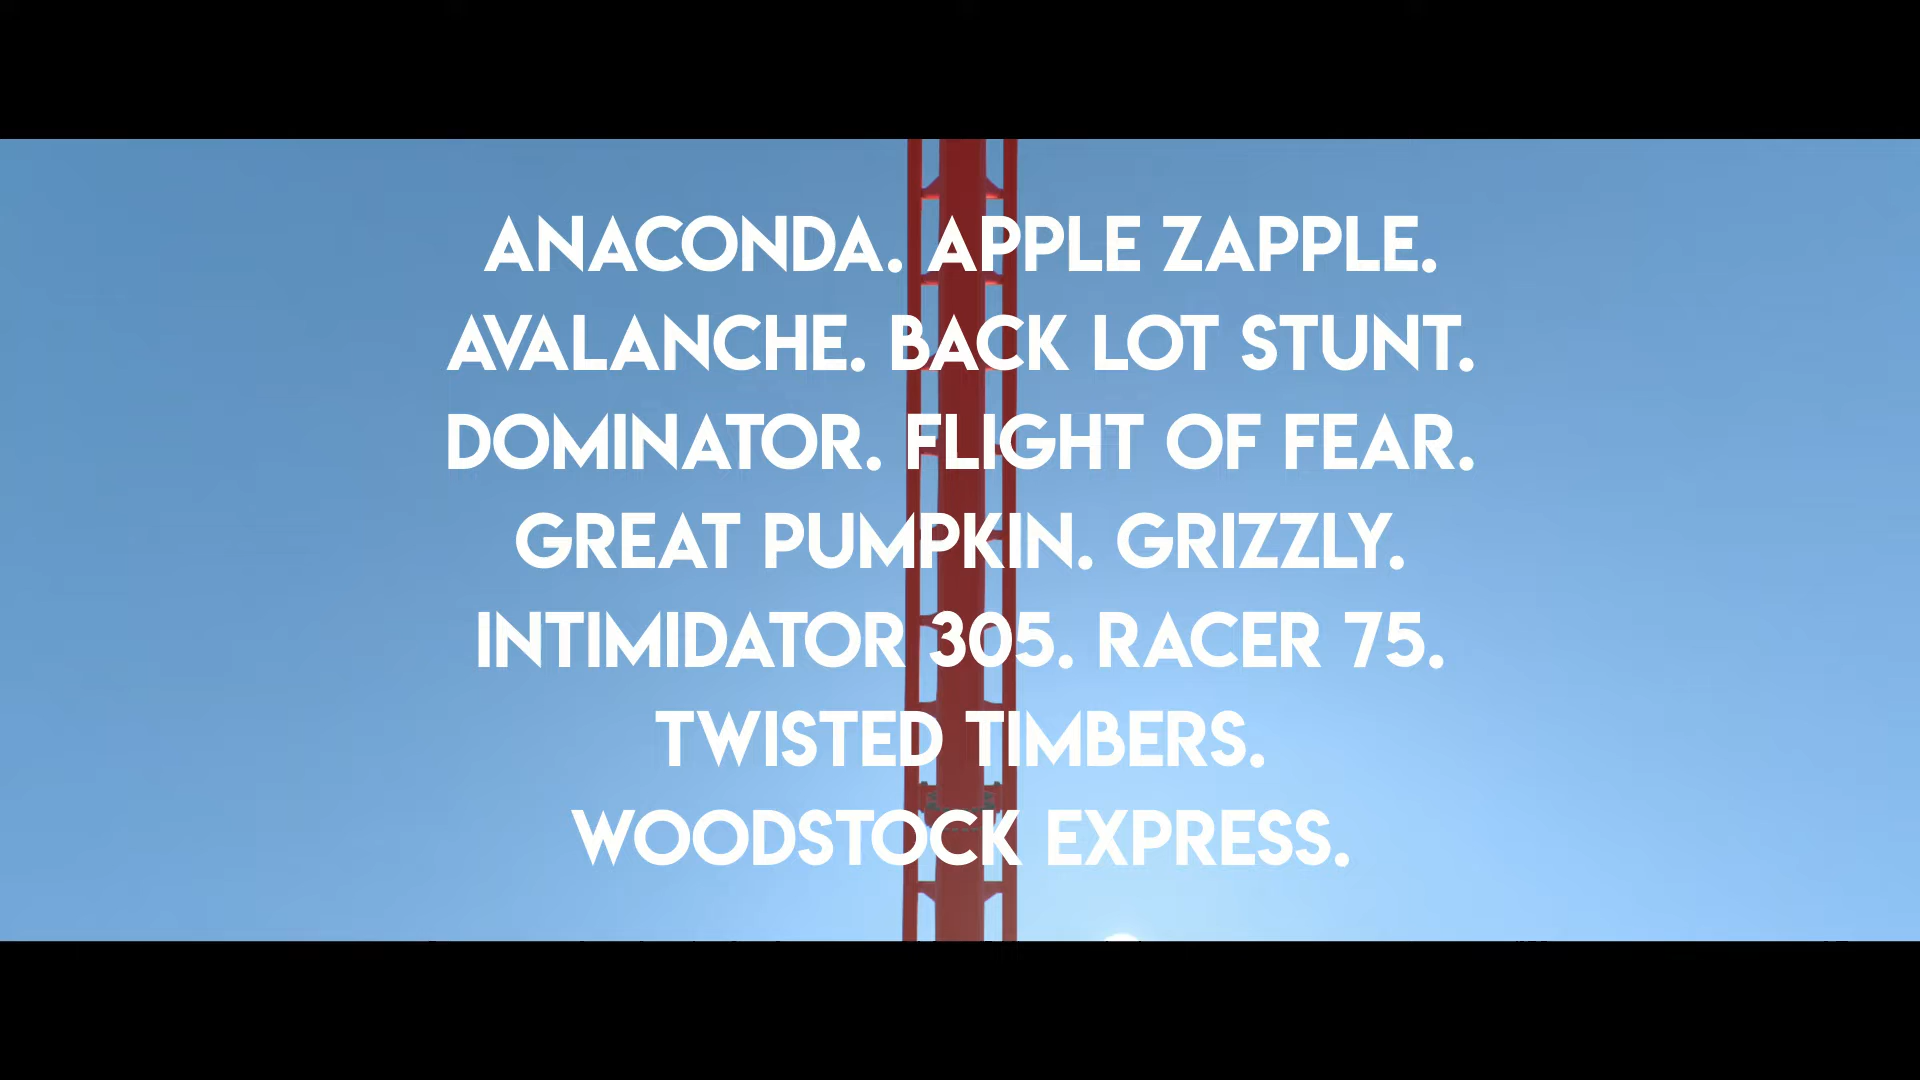 ANACONDA. APPLE ZAPPLE.
AVALANCHE. BACK LOT STUNT.
DOMINATOR. FLIGHT OF FEAR.
GREAT PUMPKIN. GRIZZLY.
INTIMIDATOR 305. RACER 75.
TWISTED TIMBERS.
WOODSTOCK EXPRESS.